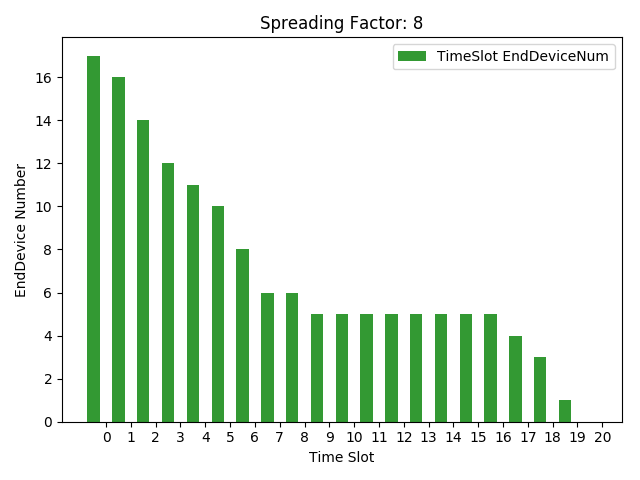 Spreading Factor: 8
TimeSlot EndDeviceNum
EndDevice Number
16
14
12
10
8
6
4
2
0
0 1 2 3 4 5 6 7 8 9 10 11 12 13 14 15 16 17 18 19 20
Time Slot